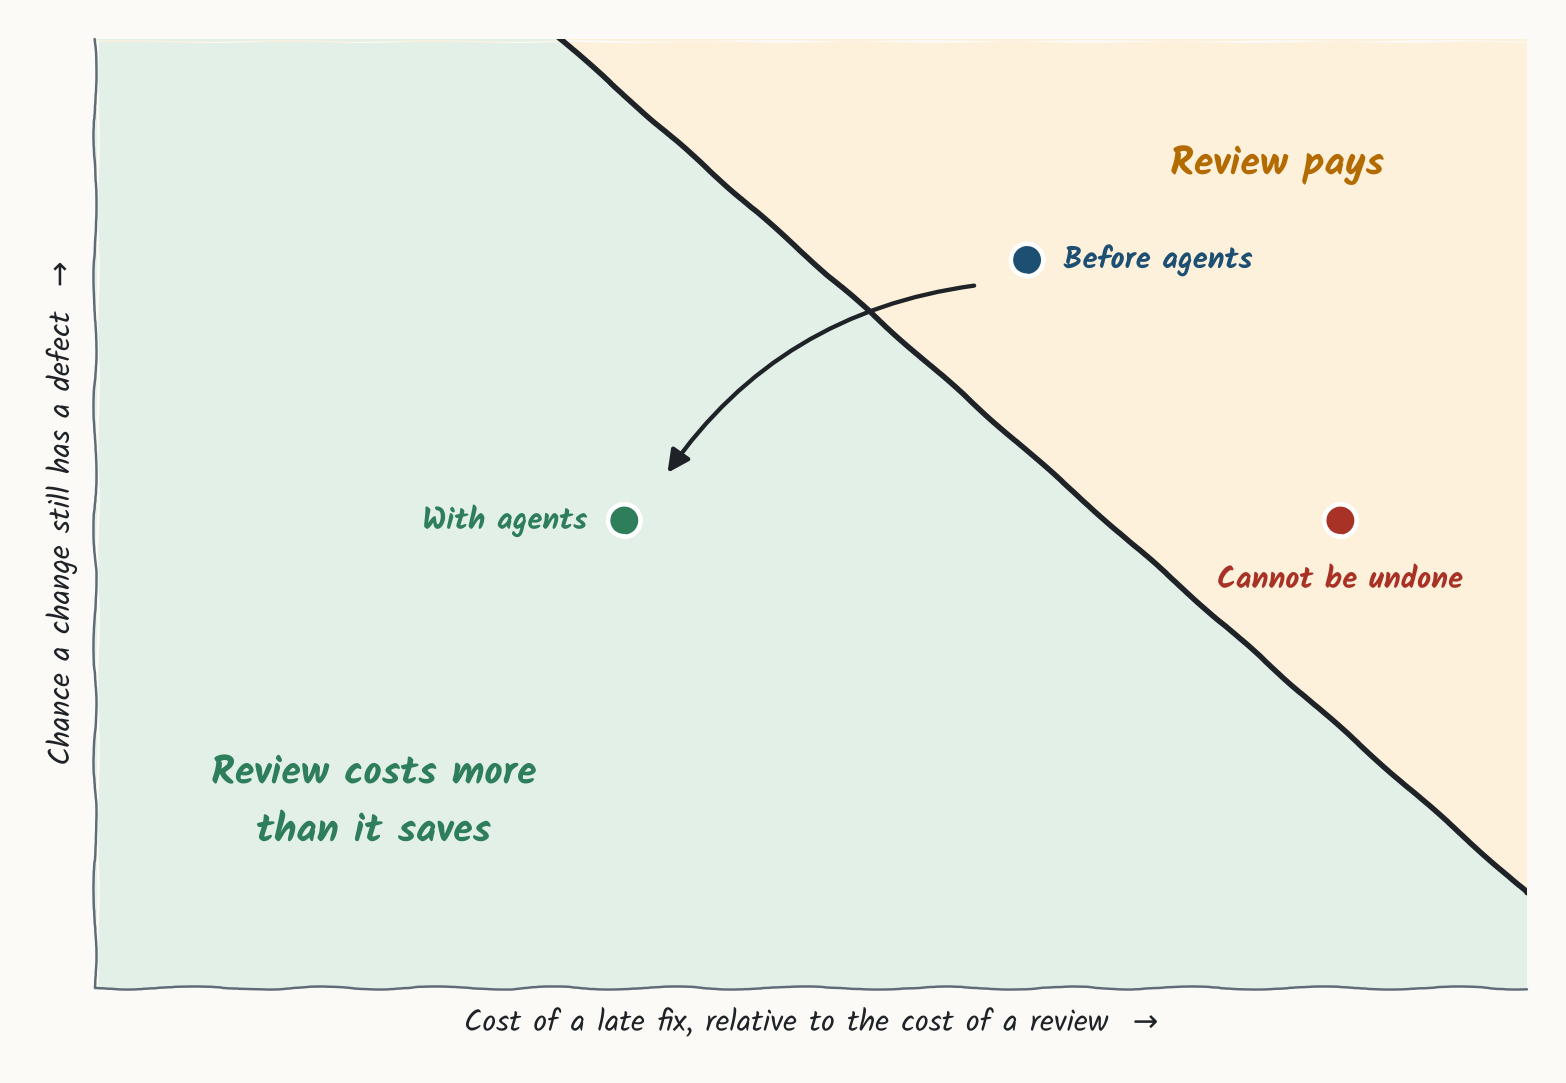 Review pays
Before agents
Chance a change still has a defect →
With agents
Cannot be undone
Review costs more
than it saves
Cost of a late fix, relative to the cost of a review →